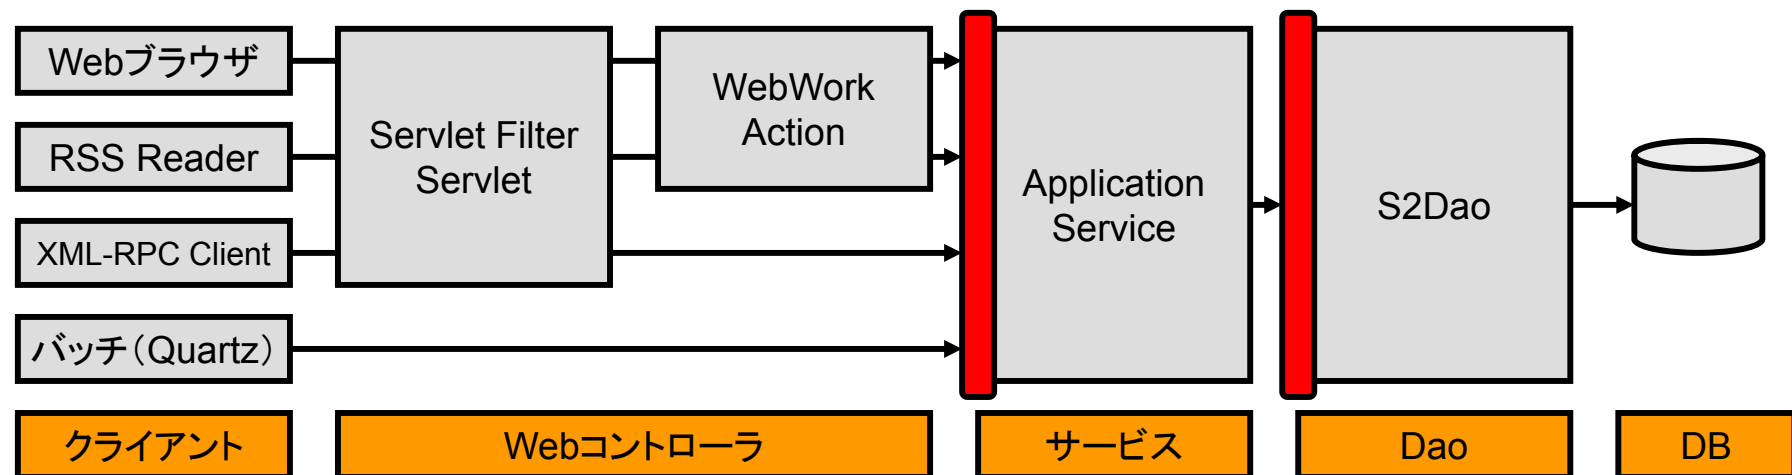 Webブラウザ
RSS Reader
XML-RPC Client
バッチ（Quartz）
Servlet Filter
Servlet
WebWork
Action
Application
Service
S2Dao
クライアント
Webコントローラ
サービス
Dao
DB